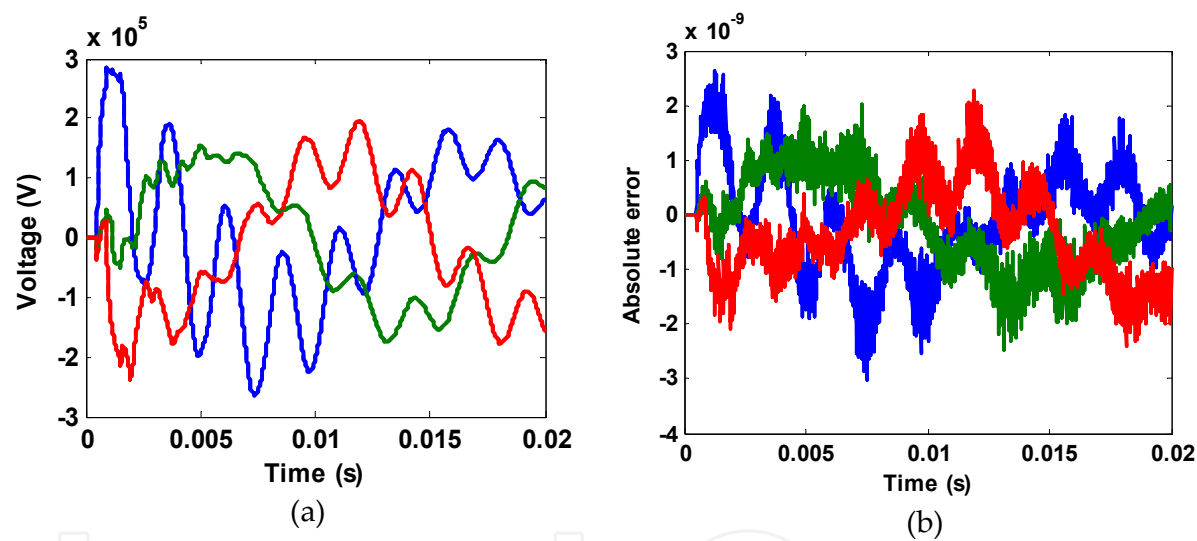 x 10^5
3
2
1
0
-1
-2
-3
Voltage (V)
0 0.005 0.01 0.015 0.02
Time (s)
(a)
x 10^-9
3
2
1
0
-1
-2
-3
-4
Absolute error
0 0.005 0.01 0.015 0.02
Time (s)
(b)